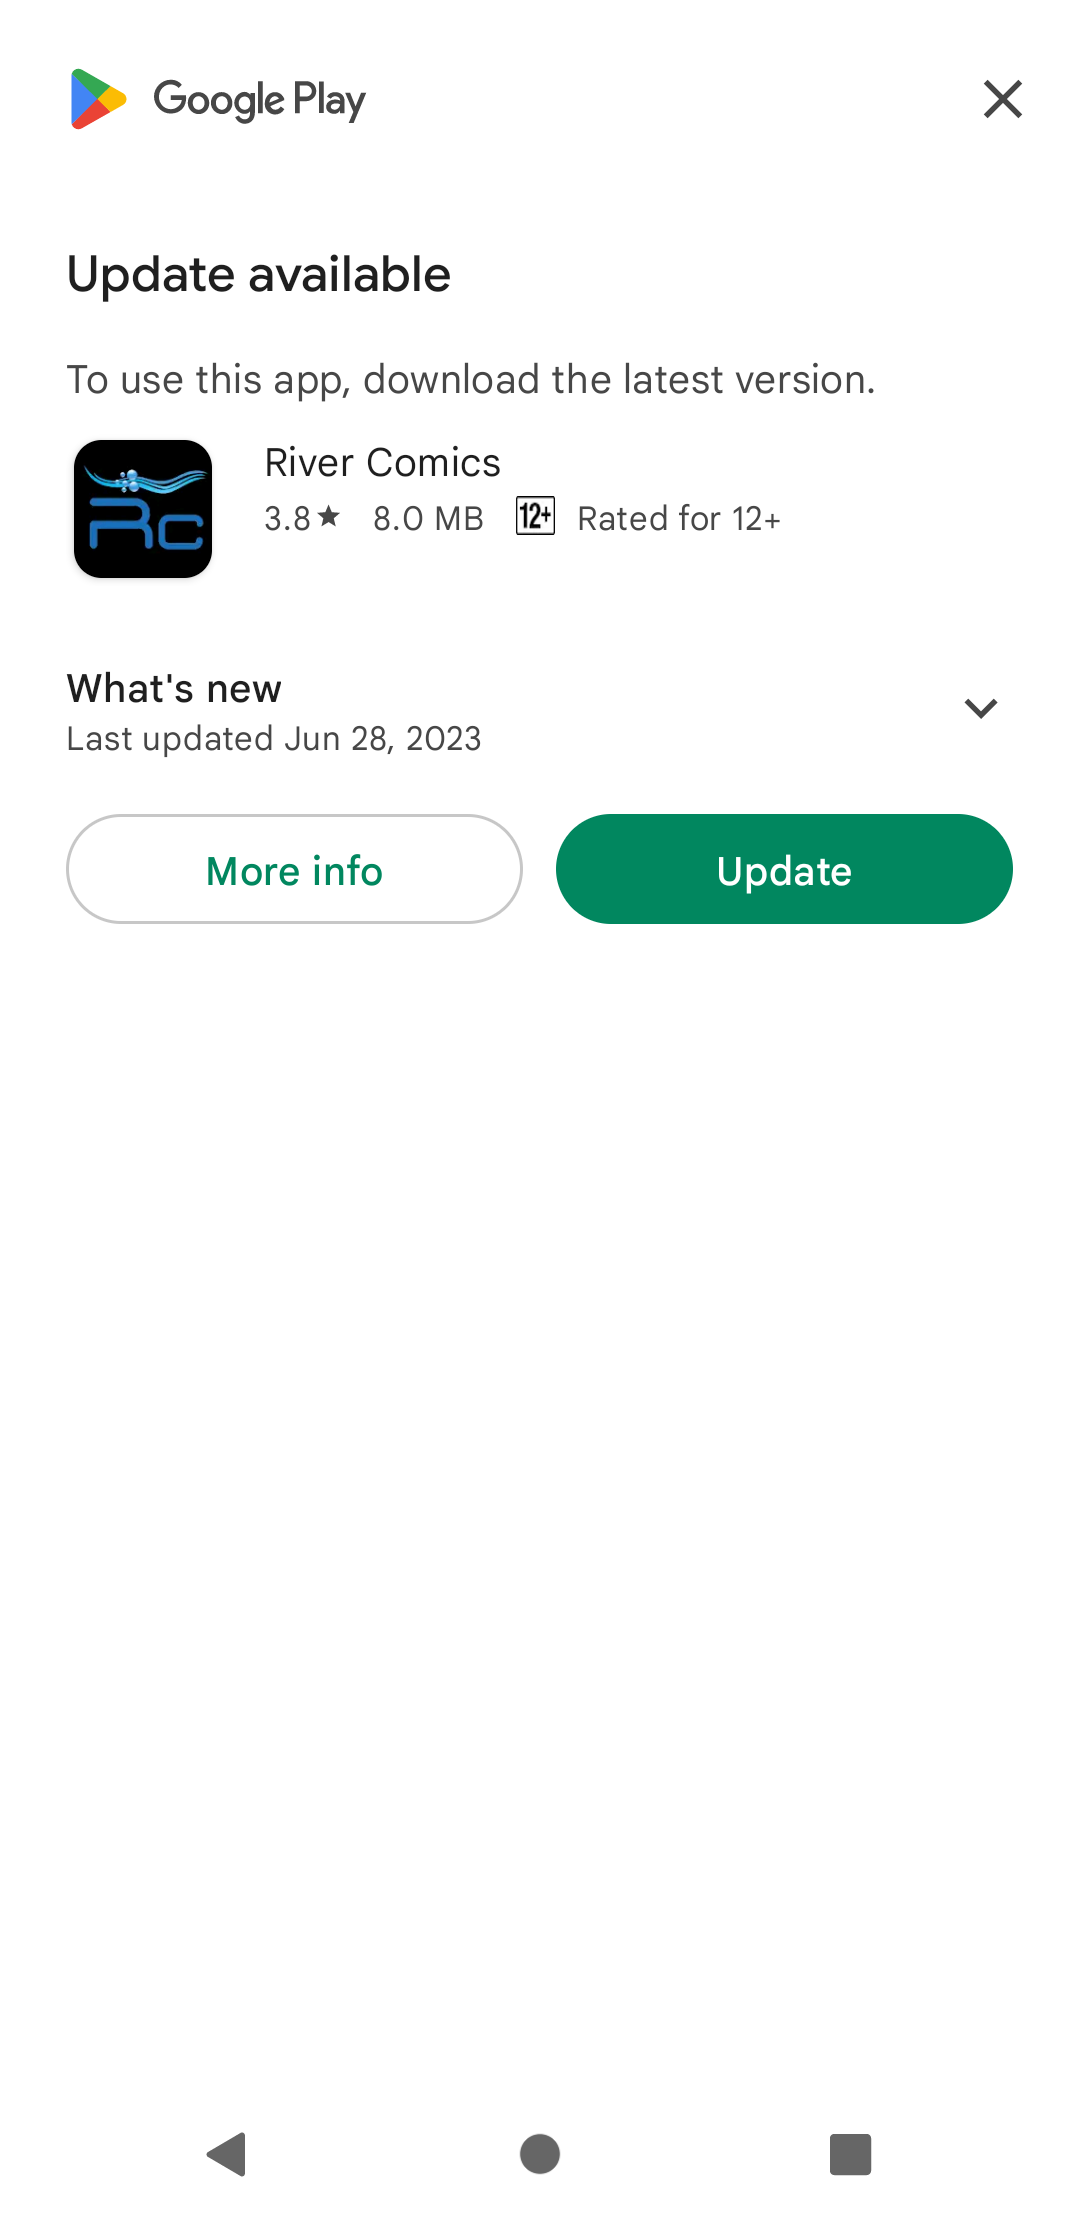 Google Play
Update available
To use this app, download the latest version.
Rc
River Comics
3.8★ 8.0 MB 12+ Rated for 12+
What's new
Last updated Jun 28, 2023
More info
Update